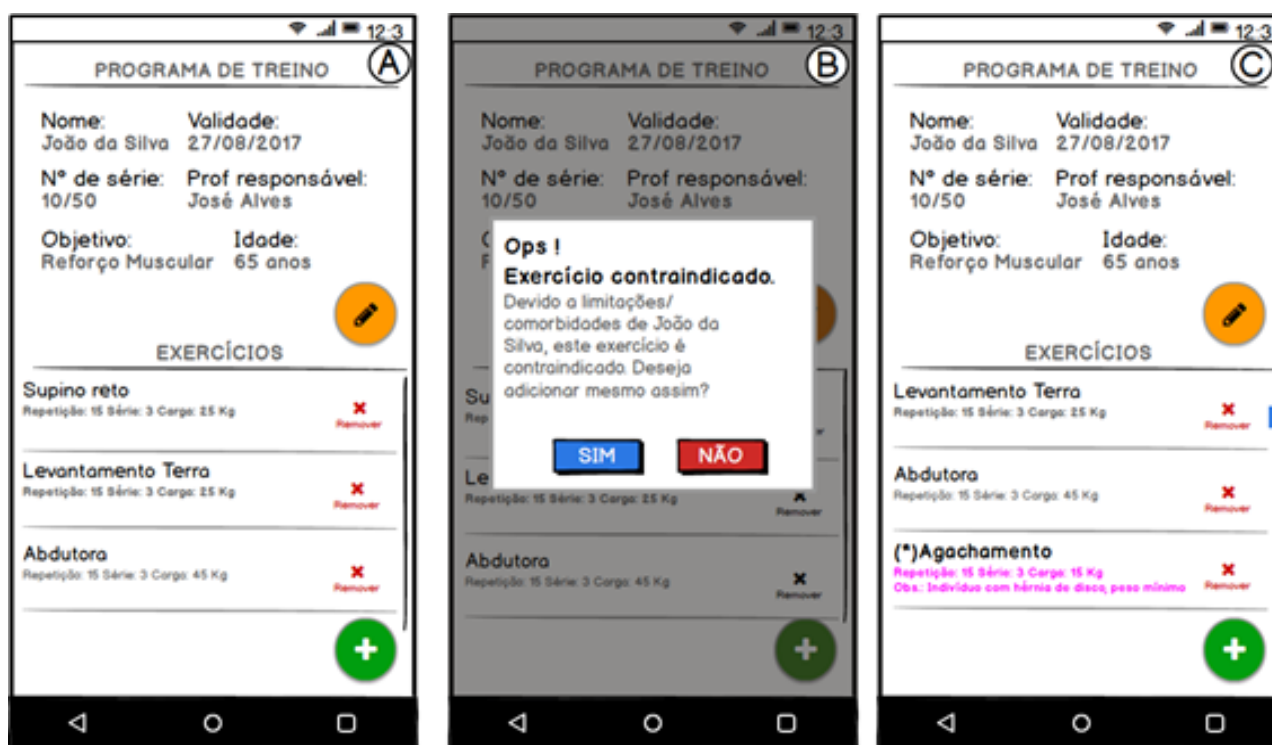 12:3
A
PROGRAMA DE TREINO
Nome: Validade:
João da Silva 27/08/2017
Nº de série: Prof responsável:
10/50 José Alves
Objetivo: Idade:
Reforço Muscular 65 anos
EXERCÍCIOS
Supino reto
Repetição: 15 Série: 3 Carga: 25 Kg
Remover
Levantamento Terra
Repetição: 15 Série: 3 Carga: 25 Kg
Remover
Abdutora
Repetição: 15 Série: 3 Carga: 45 Kg
Remover
12:3
B
PROGRAMA DE TREINO
Nome: Validade:
João da Silva 27/08/2017
Nº de série: Prof responsável:
10/50 José Alves
Ops !
Exercício contraindicado.
Devido a limitações/
comorbidades de João da
Silva, este exercício é
contraindicado. Deseja
adicionar mesmo assim?
SIM NÃO
Su
Rep
Le
Repetição: 15 Série: 3 Carga: 25 Kg
Remover
Abdutora
Repetição: 15 Série: 3 Carga: 45 Kg
Remover
12:3
C
PROGRAMA DE TREINO
Nome: Validade:
João da Silva 27/08/2017
Nº de série: Prof responsável:
10/50 José Alves
Objetivo: Idade:
Reforço Muscular 65 anos
EXERCÍCIOS
Levantamento Terra
Repetição: 15 Série: 3 Carga: 25 Kg
Remover
Abdutora
Repetição: 15 Série: 3 Carga: 45 Kg
Remover
(*)Agachamento
Repetição: 15 Série: 3 Carga: 15 Kg
Obs.: Indivíduo com hérnia de disco, peso mínimo
Remover